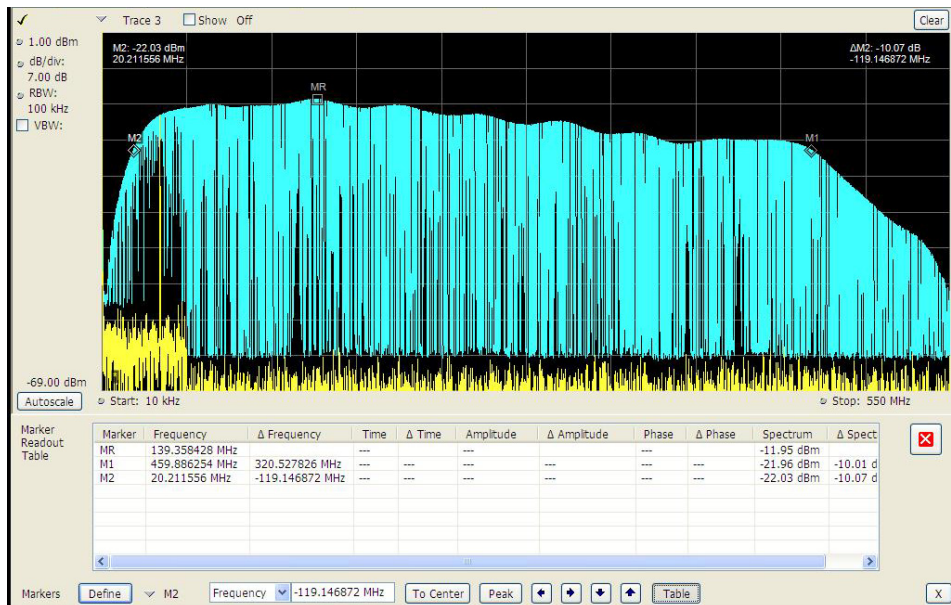 Trace 3 Show Off Clear
1.00 dBm
dB/div:
7.00 dB
RBW:
100 kHz
VBW:
M2: -22.03 dBm
20.211556 MHz
ΔM2: -10.07 dB
-119.146872 MHz
MR
M2
M1
-69.00 dBm
Autoscale
Start: 10 kHz
Stop: 550 MHz
Marker
Readout
Table
Marker Frequency Δ Frequency Time Δ Time Amplitude Δ Amplitude Phase Δ Phase Spectrum Δ Spect
MR 139.358428 MHz --- --- --- -11.95 dBm
M1 459.886254 MHz 320.527826 MHz --- --- --- --- --- --- -21.96 dBm -10.01 d
M2 20.211556 MHz -119.146872 MHz --- --- --- --- --- --- -22.03 dBm -10.07 d
Markers Define M2 Frequency -119.146872 MHz To Center Peak Table X